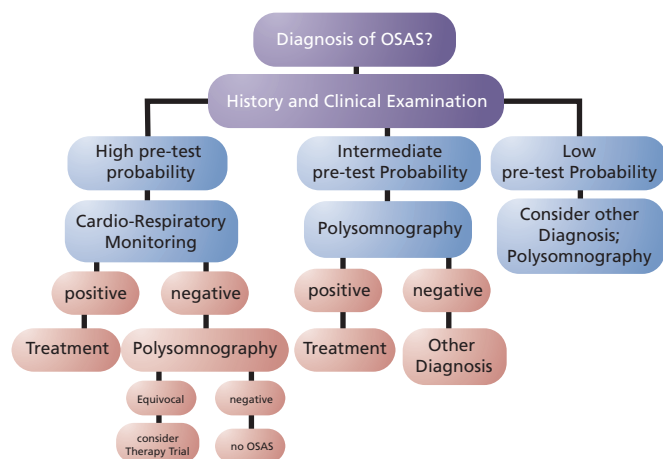 Diagnosis of OSAS?
History and Clinical Examination
High pre-test
probability
Intermediate
pre-test Probability
Low
pre-test Probability
Cardio-Respiratory
Monitoring
Polysomnography
Consider other
Diagnosis;
Polysomnography
positive
negative
positive
negative
Treatment
Polysomnography
Treatment
Other
Diagnosis
Equivocal
negative
consider
Therapy Trial
no OSAS